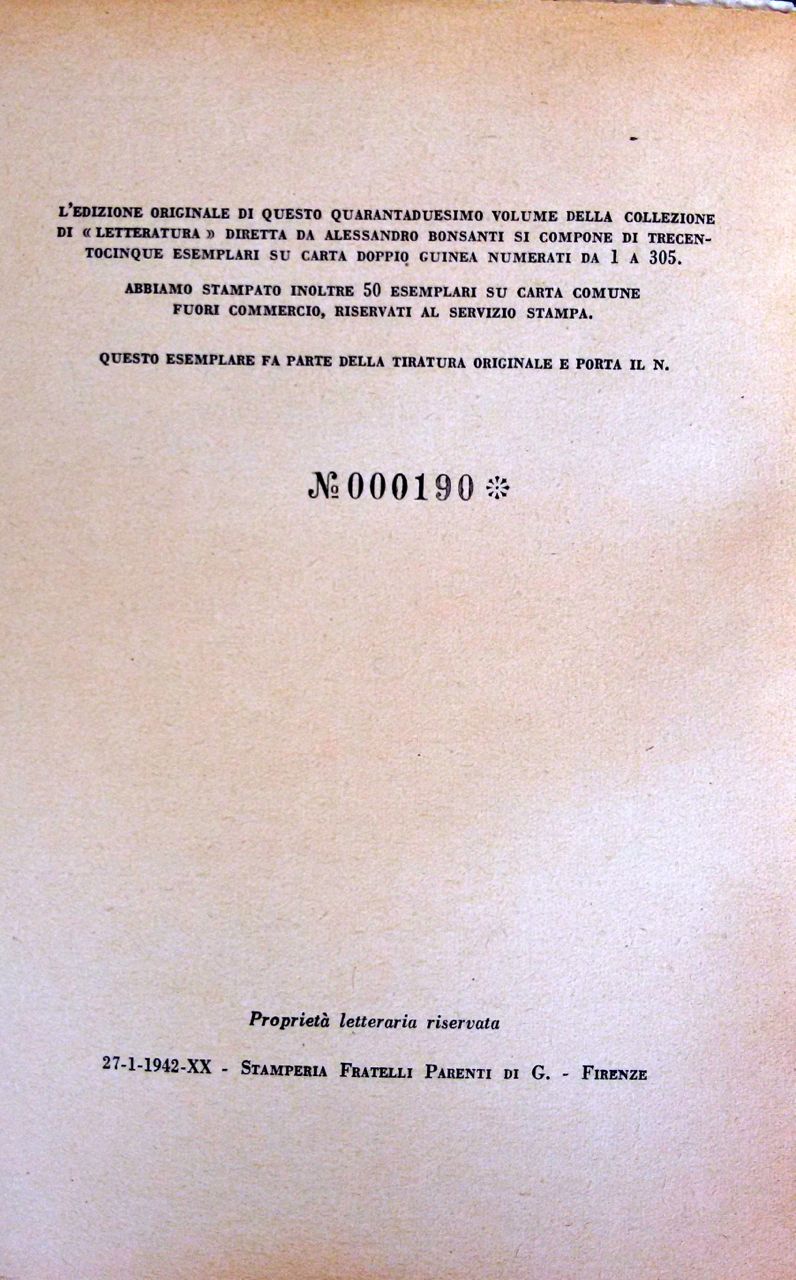 L'EDIZIONE ORIGINALE DI QUESTO QUARANTADUESIMO VOLUME DELLA COLLEZIONE
DI « LETTERATURA » DIRETTA DA ALESSANDRO BONSANTI SI COMPONE DI TRECEN-
TOCINQUE ESEMPLARI SU CARTA DOPPIO GUINEA NUMERATI DA 1 A 305.
ABBIAMO STAMPATO INOLTRE 50 ESEMPLARI SU CARTA COMUNE
FUORI COMMERCIO, RISERVATI AL SERVIZIO STAMPA.
QUESTO ESEMPLARE FA PARTE DELLA TIRATURA ORIGINALE E PORTA IL N.
№ 000190 ⁕
Proprietà letteraria riservata
27-1-1942-XX - STAMPERIA FRATELLI PARENTI DI G. - FIRENZE